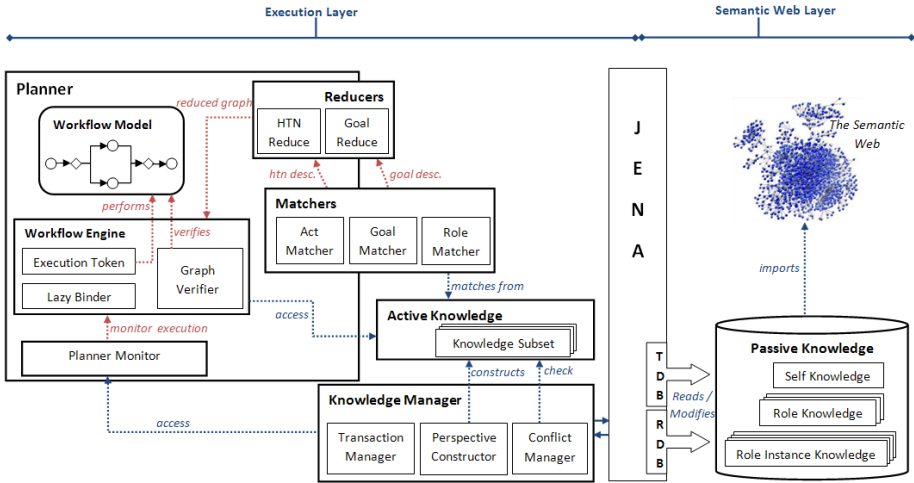 Execution Layer
Semantic Web Layer
Planner
Workflow Model
reduced graph
Reducers
HTN
Reduce
Goal
Reduce
htn desc.
goal desc.
performs
verifies
Matchers
Act
Matcher
Goal
Matcher
Role
Matcher
Workflow Engine
Execution Token
Lazy Binder
Graph
Verifier
monitor execution
Planner Monitor
access
matches from
Active Knowledge
Knowledge Subset
constructs
check
Knowledge Manager
Transaction
Manager
Perspective
Constructor
Conflict
Manager
access
J
E
N
A
T
D
B
R
D
B
Reads /
Modifies
The Semantic
Web
imports
Passive Knowledge
Self Knowledge
Role Knowledge
Role Instance Knowledge